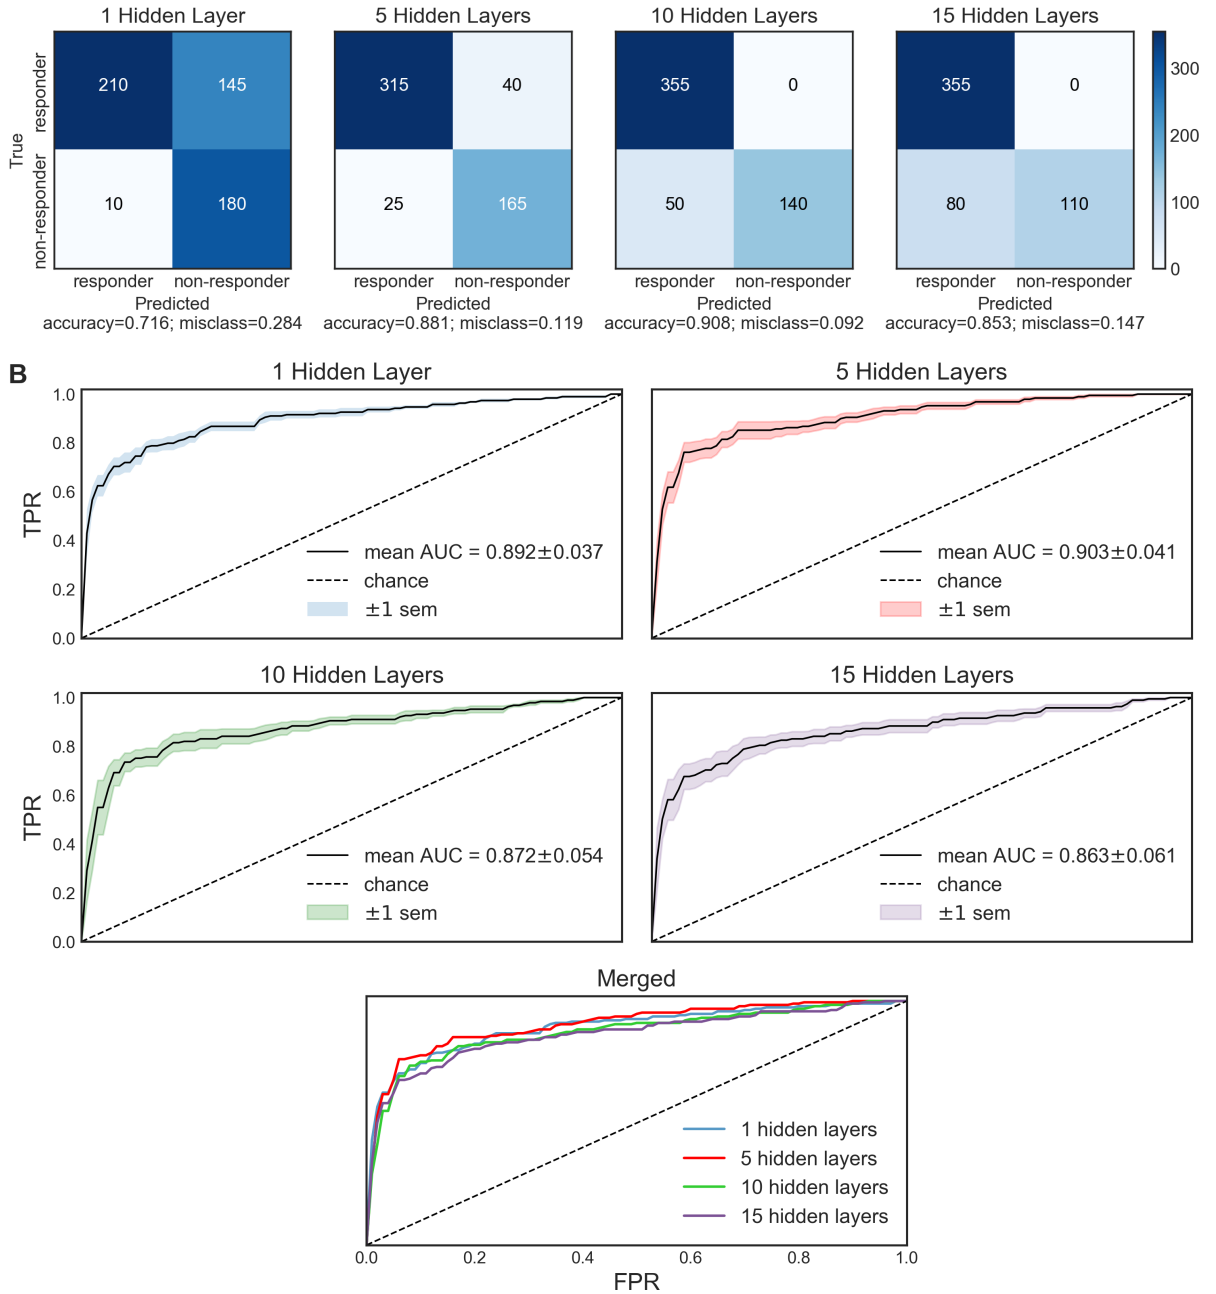 1 Hidden Layer
5 Hidden Layers
10 Hidden Layers
15 Hidden Layers
True
responder
non-responder
210
145
10
180
315
40
25
165
355
0
50
140
355
0
80
110
300
200
100
0
responder
non-responder
responder
non-responder
responder
non-responder
responder
non-responder
Predicted
Predicted
Predicted
Predicted
accuracy=0.716; misclass=0.284
accuracy=0.881; misclass=0.119
accuracy=0.908; misclass=0.092
accuracy=0.853; misclass=0.147
B
1 Hidden Layer
TPR
1.0
0.8
0.6
0.4
0.2
0.0
mean AUC = 0.892±0.037
chance
±1 sem
5 Hidden Layers
mean AUC = 0.903±0.041
chance
±1 sem
10 Hidden Layers
TPR
1.0
0.8
0.6
0.4
0.2
0.0
mean AUC = 0.872±0.054
chance
±1 sem
15 Hidden Layers
mean AUC = 0.863±0.061
chance
±1 sem
Merged
1 hidden layers
5 hidden layers
10 hidden layers
15 hidden layers
0.0
0.2
0.4
0.6
0.8
1.0
FPR